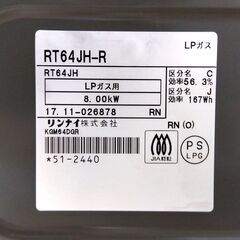 LPガス
RT64JH-R
RT64JH
LPガス用
8.00kW
17.11-026878
RN
区分名 C
効率56.3%
区分名 J
効率 167Wh
リンナイ株式会社
RN(O)
KGM64DGR
*51-2440
JIA
PS
LPG